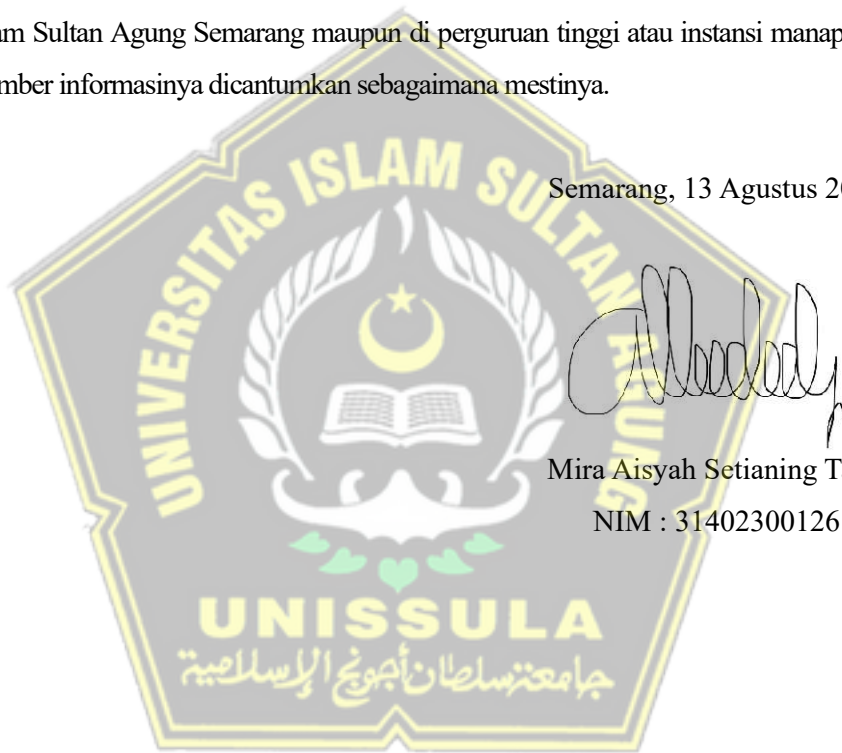 am Sultan Agung Semarang maupun di perguruan tinggi atau instansi manap
mber informasinya dicantumkan sebagaimana mestinya.
Semarang, 13 Agustus 20
Mira Aisyah Setianing T
NIM : 31402300126
UNIVERSITAS ISLAM SULTAN AGUNG
UNISSULA
جامعة سلطان أجونج الإسلامية